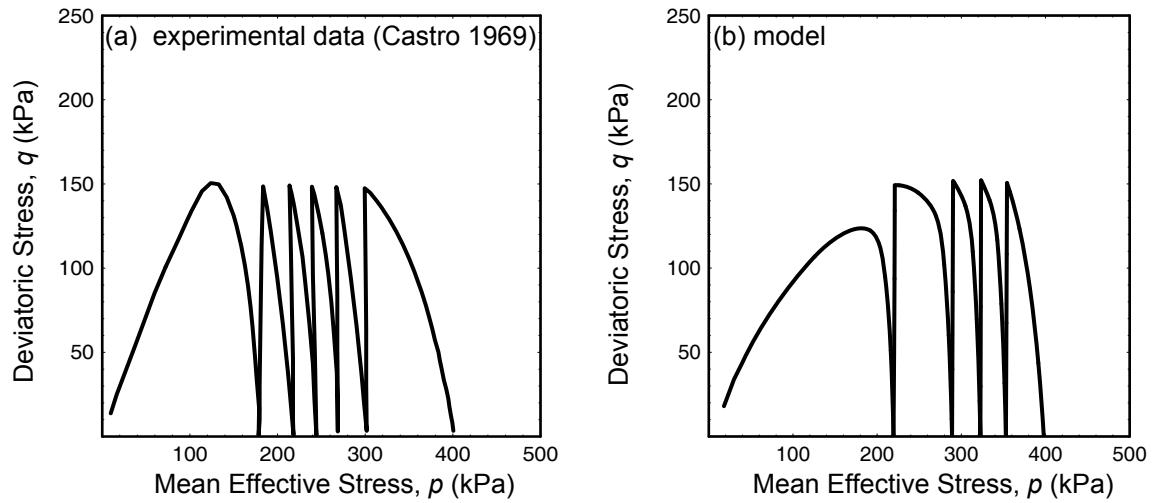 (a) experimental data (Castro 1969)
250
200
150
100
50
Deviatoric Stress, q (kPa)
100 200 300 400 500
Mean Effective Stress, p (kPa)
(b) model
250
200
150
100
50
Deviatoric Stress, q (kPa)
100 200 300 400 500
Mean Effective Stress, p (kPa)